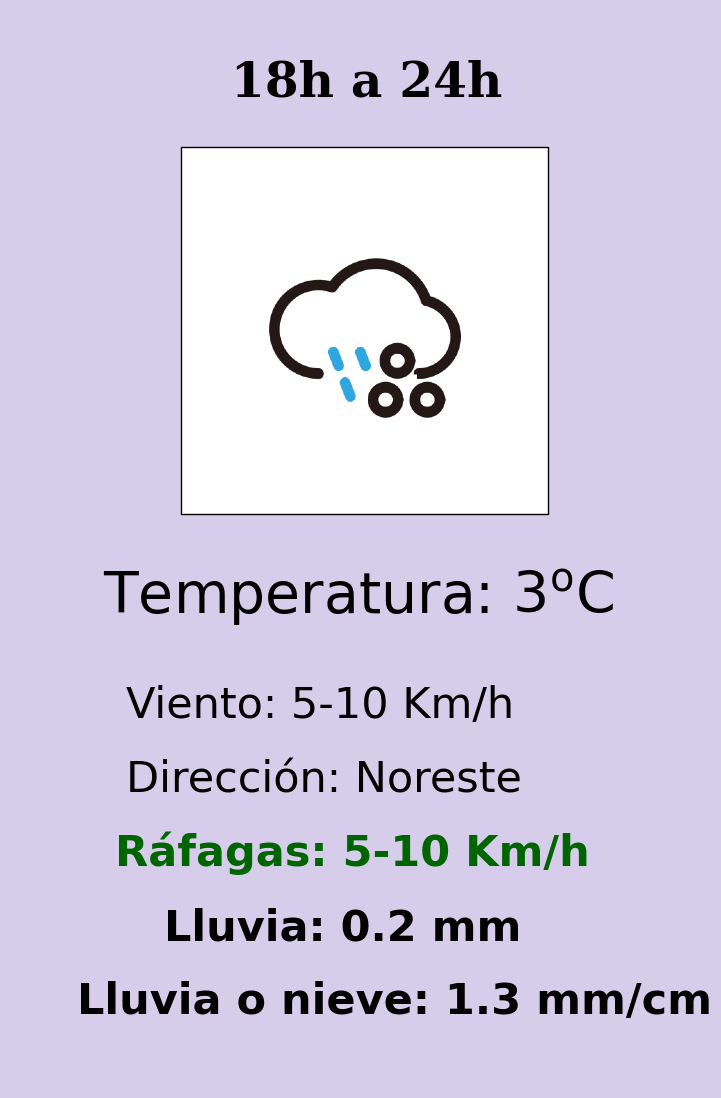 18h a 24h
Temperatura: 3ºC
Viento: 5-10 Km/h
Dirección: Noreste
Ráfagas: 5-10 Km/h
Lluvia: 0.2 mm
Lluvia o nieve: 1.3 mm/cm